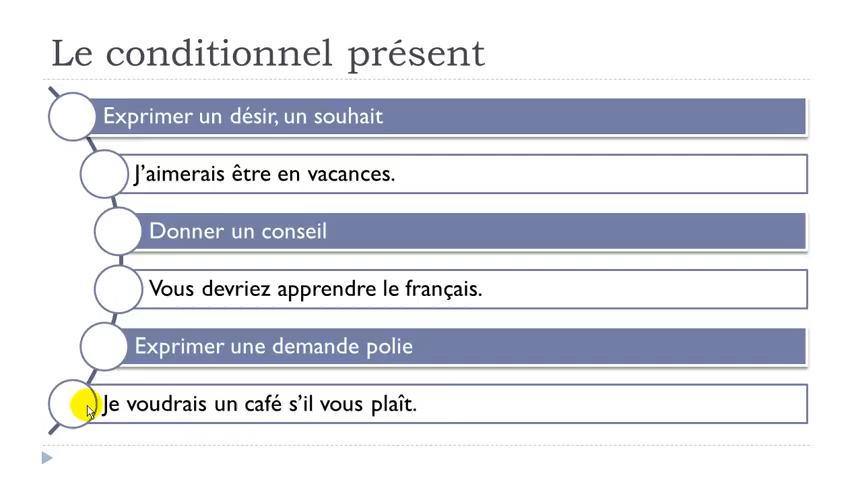 Le conditionnel présent
Exprimer un désir, un souhait
J'aimerais être en vacances.
Donner un conseil
Vous devriez apprendre le français.
Exprimer une demande polie
Je voudrais un café s'il vous plaît.